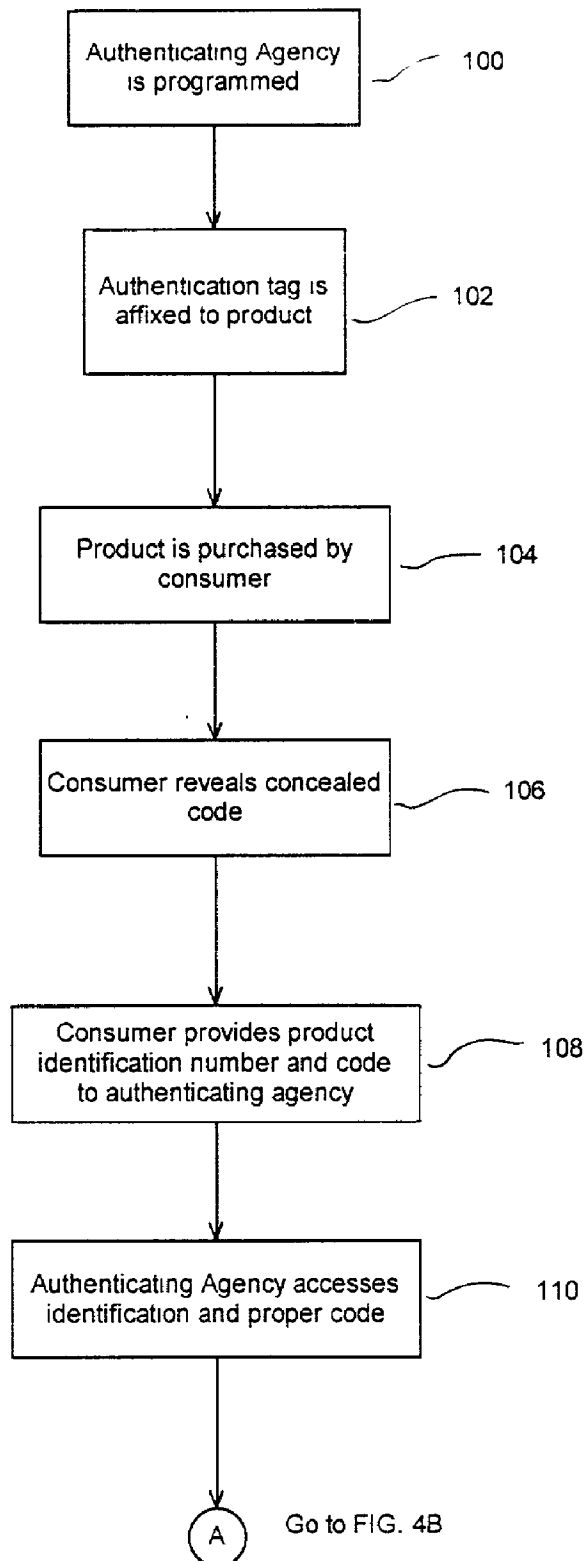 Authenticating Agency
is programmed
100
Authentication tag is
affixed to product
102
Product is purchased by
consumer
104
Consumer reveals concealed
code
106
Consumer provides product
identification number and code
to authenticating agency
108
Authenticating Agency accesses
identification and proper code
110
A
Go to FIG. 4B